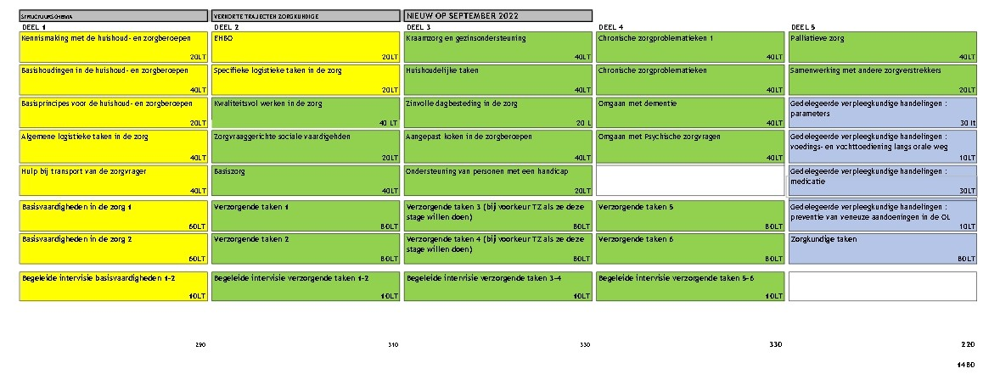 STRUCTUURSCHEMA
VERKORTE TRAJECTEN ZORGKUNDIGE
NIEUW OP SEPTEMBER 2022
DEEL 1
DEEL 2
DEEL 3
DEEL 4
DEEL 5
Kennismaking met de huishoud- en zorgberoepen
20LT
EHBO
20LT
Kraamzorg en gezinsondersteuning
40LT
Chronische zorgproblematieken 1
40LT
Palliatieve zorg
40LT
Basishoudingen in de huishoud- en zorgberoepen
40LT
Specifieke logistieke taken in de zorg
20LT
Huishoudelijke taken
40LT
Chronische zorgproblematieken
40LT
Samenwerking met andere zorgverstrekkers
20LT
Basisprincipes voor de huishoud- en zorgberoepen
20LT
Kwaliteitsvol werken in de zorg
40 LT
Zinvolle dagbesteding in de zorg
20 L
Omgaan met dementie
40LT
Gedelegeerde verpleegkundige handelingen :
parameters
30 lt
Algemene logistieke taken in de zorg
40LT
Zorgvraaggerichte sociale vaardigehden
20LT
Aangepast koken in de zorgberoepen
40LT
Omgaan met Psychische zorgvragen
40LT
Gedelegeerde verpleegkundige handelingen :
voedings- en vochttoediening langs orale weg
10LT
Hulp bij transport van de zorgvrager
40LT
Basiszorg
40LT
Ondersteuning van personen met een handicap
20LT
Gedelegeerde verpleegkundige handelingen :
medicatie
30LT
Basisvaardigheden in de zorg 1
60LT
Verzorgende taken 1
80LT
Verzorgende taken 3 (bij voorkeur TZ als ze deze
stage willen doen)
80LT
Verzorgende taken 5
80LT
Gedelegeerde verpleegkundige handelingen :
preventie van veneuze aandoeningen in de OL
10LT
Basisvaardigheden in de zorg 2
60LT
Verzorgende taken 2
80LT
Verzorgende taken 4 (bij voorkeur TZ als ze deze
stage willen doen)
80LT
Verzorgende taken 6
80LT
Zorgkundige taken
80LT
Begeleide intervisie basisvaardigheden 1-2
10LT
Begeleide intervisie verzorgende taken 1-2
10LT
Begeleide intervisie verzorgende taken 3-4
10LT
Begeleide intervisie verzorgende taken 5-6
10LT
290
310
330
330
220
1480